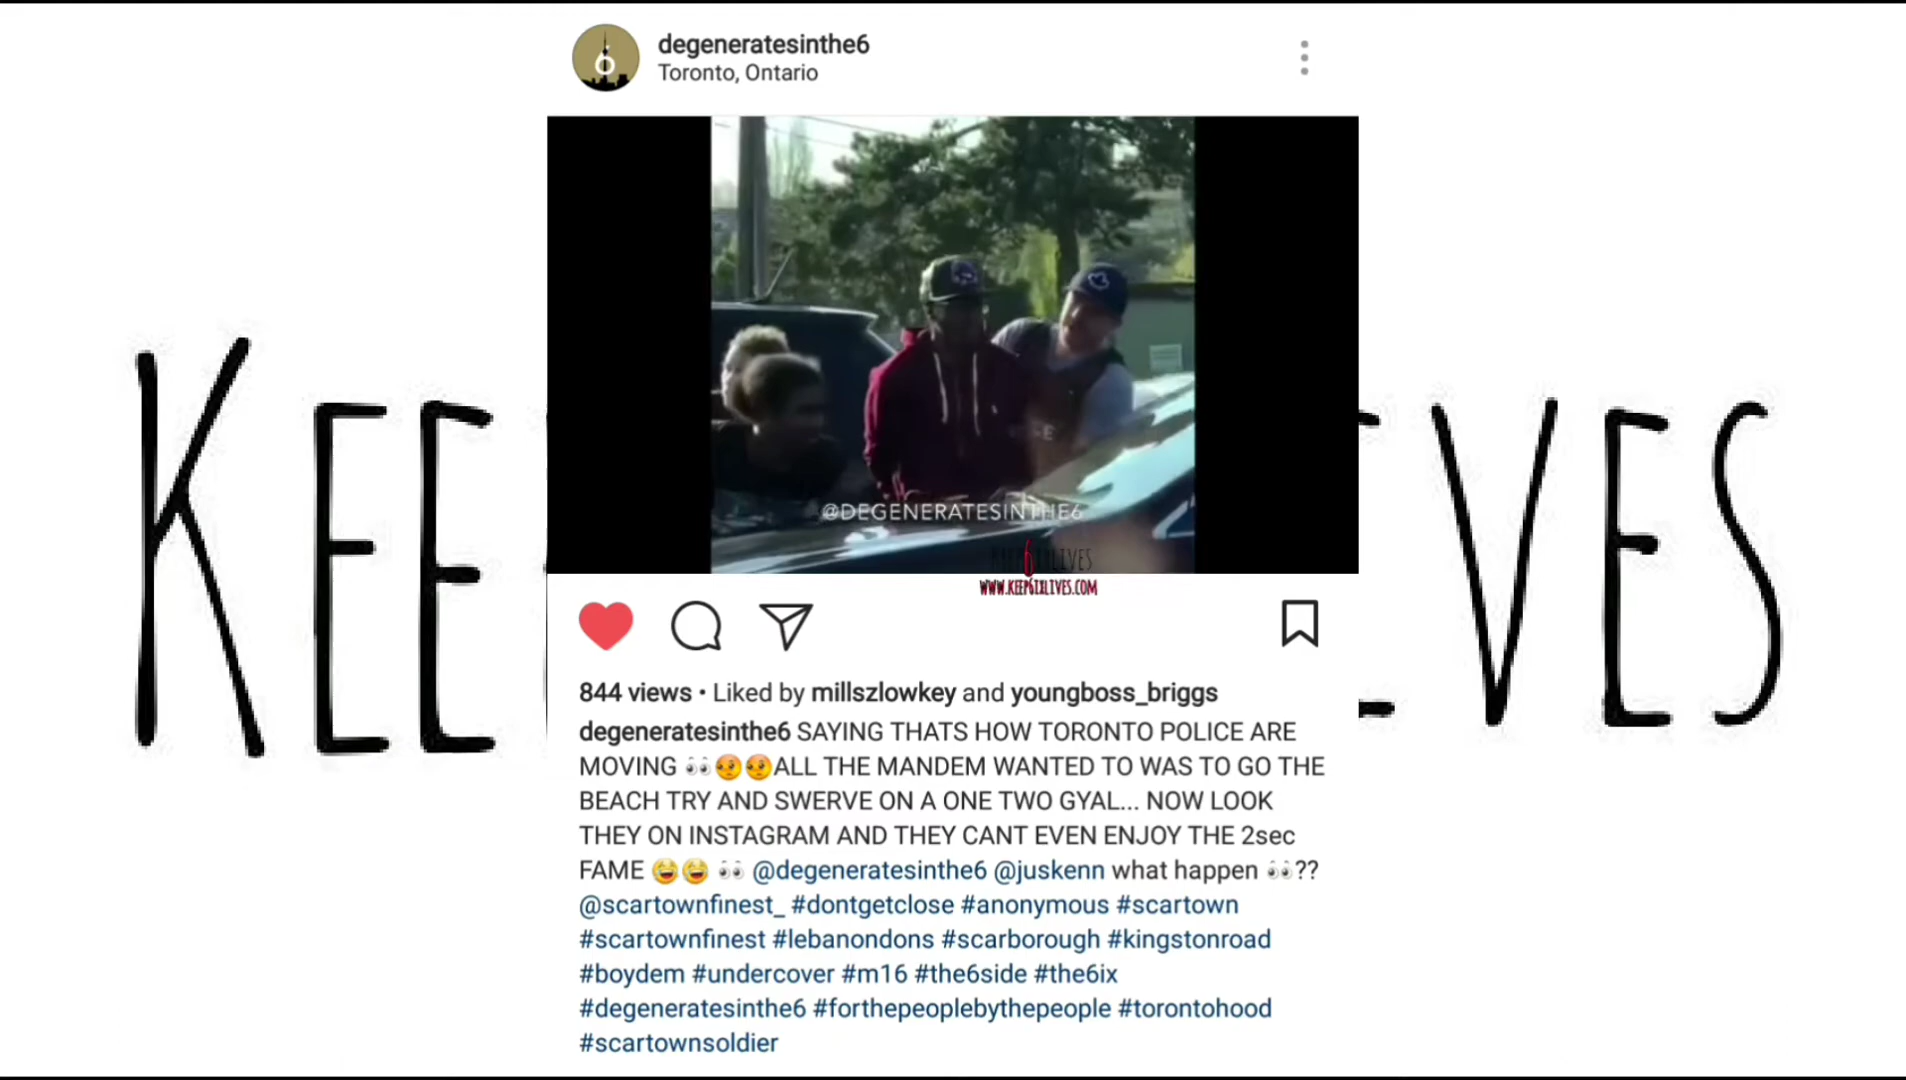 degeneratesinthe6
Toronto, Ontario
@DEGENERATESINTHE6
KEEP6IXLIVES
WWW.KEEP6IXLIVES.COM
844 views • Liked by millszlowkey and youngboss_briggs
degeneratesinthe6 SAYING THATS HOW TORONTO POLICE ARE
MOVING 👀🤕🤕ALL THE MANDEM WANTED TO WAS TO GO THE
BEACH TRY AND SWERVE ON A ONE TWO GYAL... NOW LOOK
THEY ON INSTAGRAM AND THEY CANT EVEN ENJOY THE 2sec
FAME 😂😂 👀 @degeneratesinthe6 @juskenn what happen 👀??
@scartownfinest_ #dontgetclose #anonymous #scartown
#scartownfinest #lebanondons #scarborough #kingstonroad
#boydem #undercover #m16 #the6side #the6ix
#degeneratesinthe6 #forthepeoplebythepeople #torontohood
#scartownsoldier